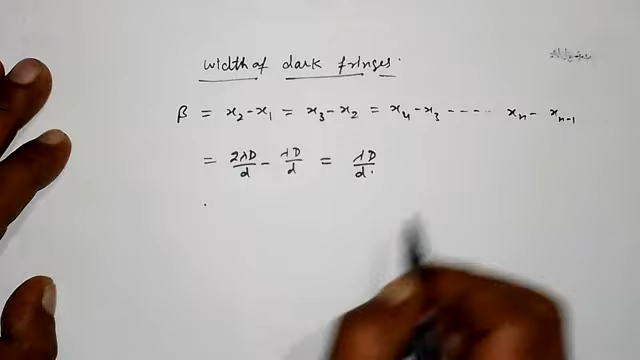 width of dark fringes.
β = x₂ - x₁ = x₃ - x₂ = x₄ - x₃ ----- xₙ - xₙ₋₁
= 2λD/d - λD/d = λD/d.